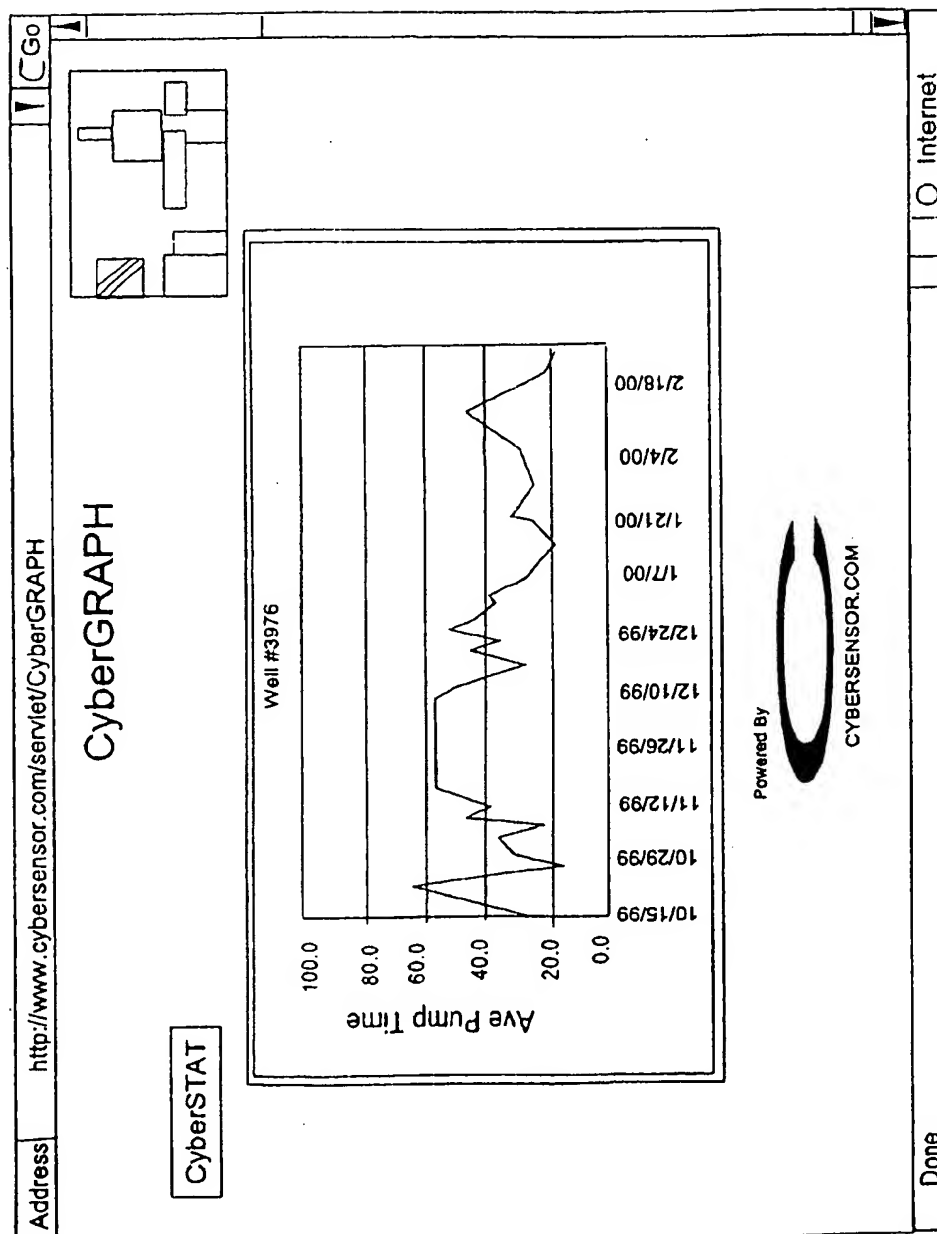 Address http://www.cybersensor.com/servlet/CyberGRAPH Go
CyberGRAPH
CyberSTAT
Well #3976
Ave Pump Time
100.0
80.0
60.0
40.0
20.0
0.0
10/15/99 10/29/99 11/12/99 11/26/99 12/10/99 12/24/99 1/7/00 1/21/00 2/4/00 2/18/00
Powered By
CYBERSENSOR.COM
Done Internet